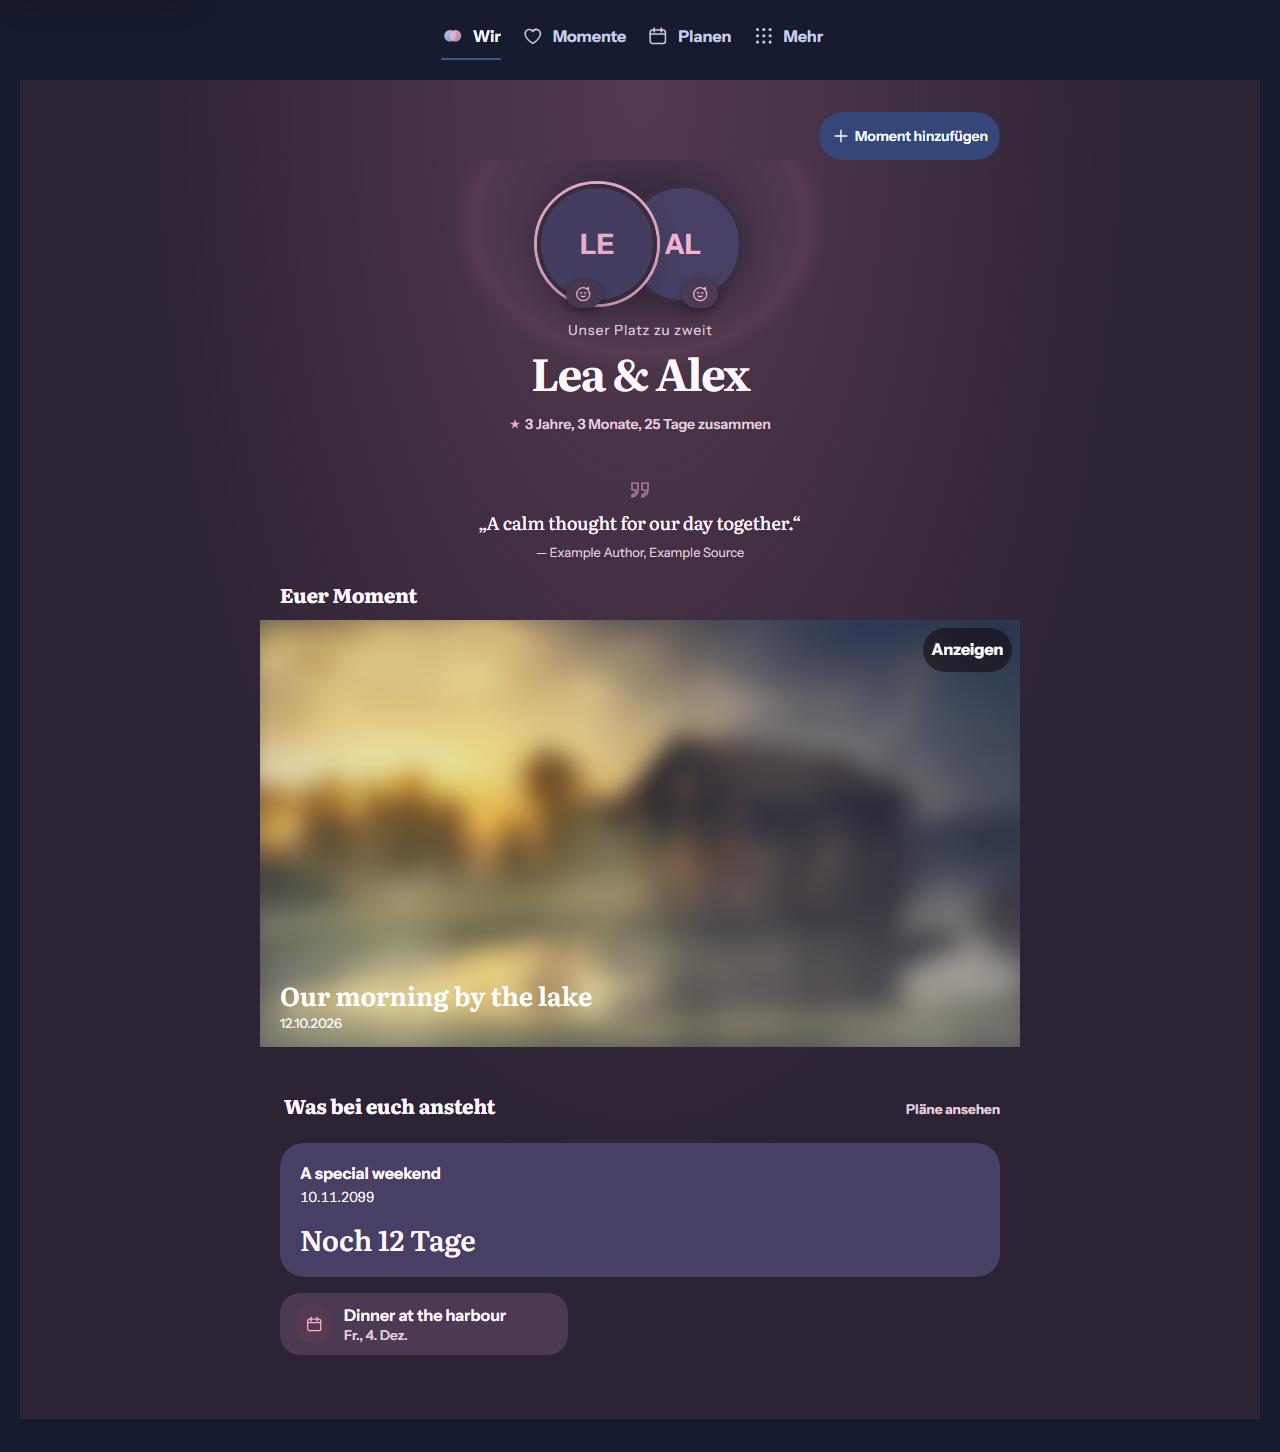 Wir
Momente
Planen
Mehr
Moment hinzufügen
LE
AL
Unser Platz zu zweit
Lea & Alex
★ 3 Jahre, 3 Monate, 25 Tage zusammen
„A calm thought for our day together.“
— Example Author, Example Source
Euer Moment
Anzeigen
Our morning by the lake
12.10.2026
Was bei euch ansteht
Pläne ansehen
A special weekend
10.11.2099
Noch 12 Tage
Dinner at the harbour
Fr., 4. Dez.